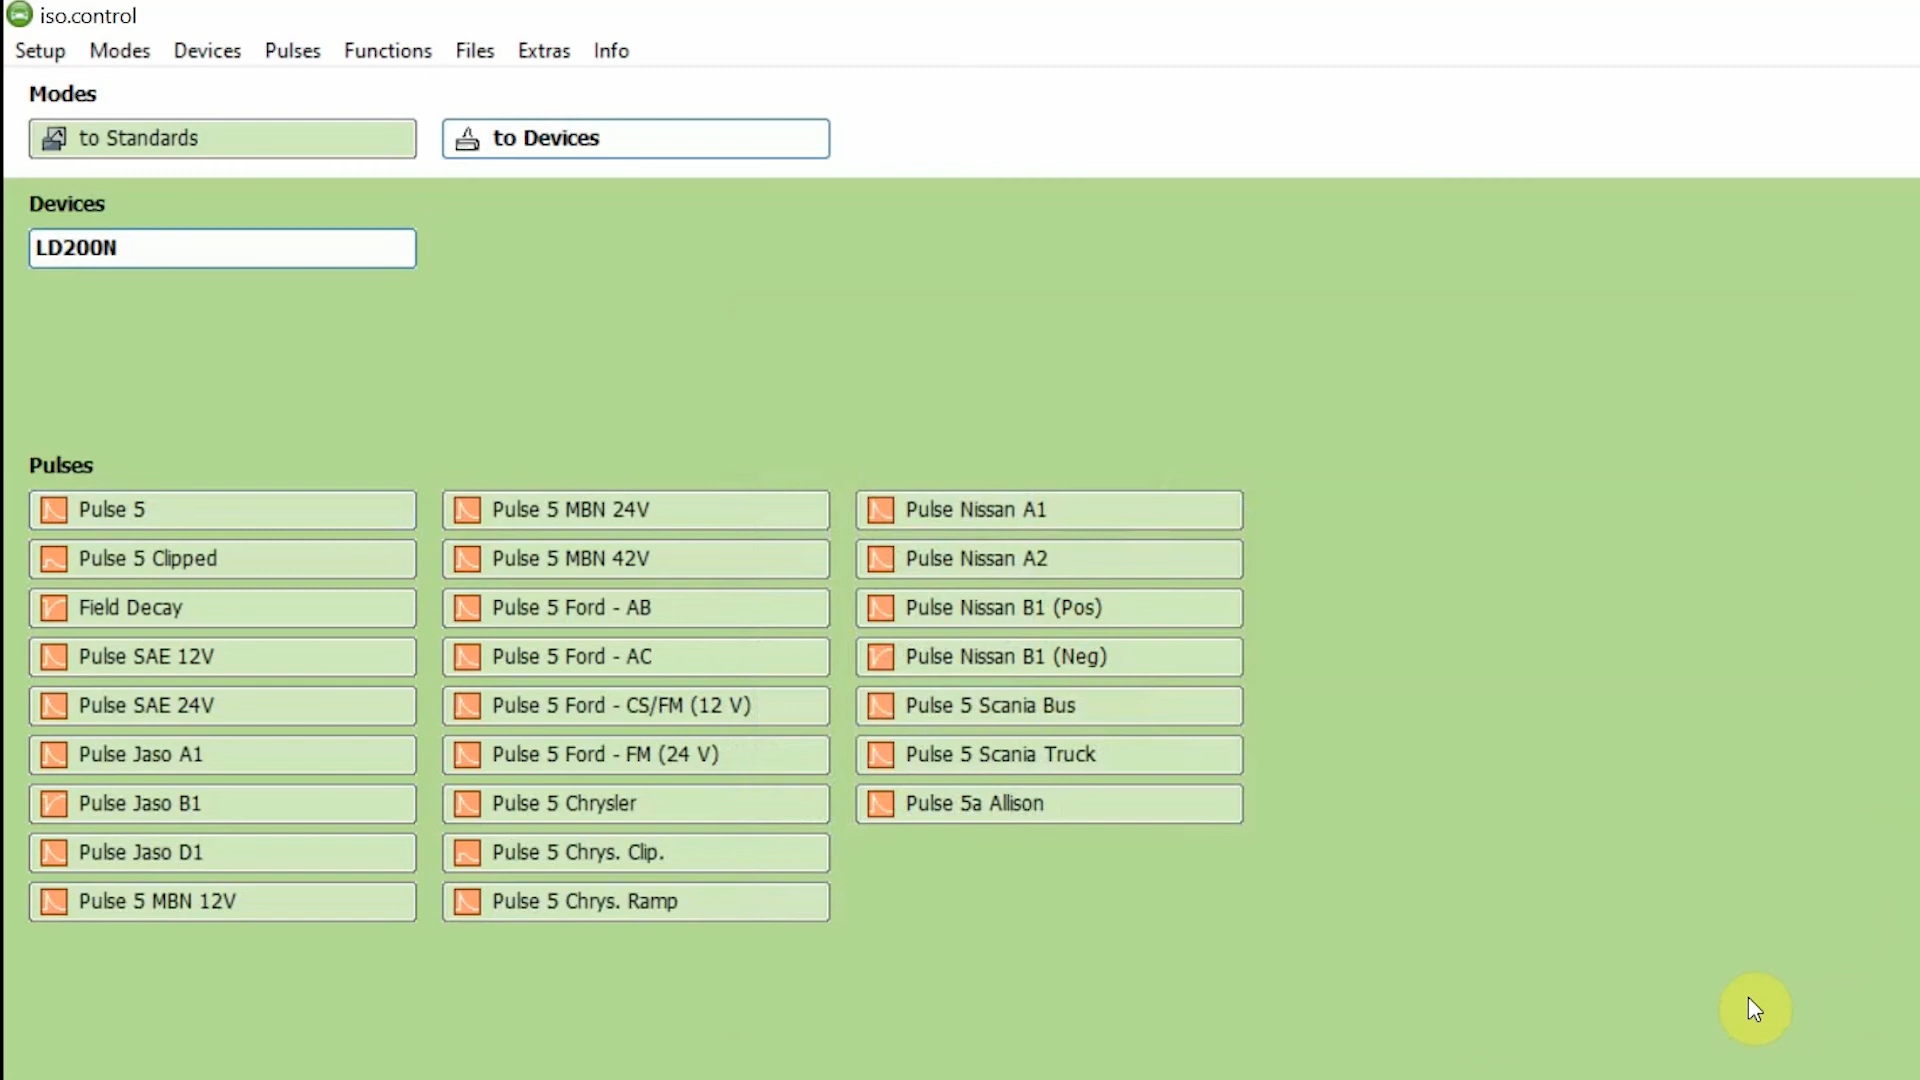 iso.control
Setup Modes Devices Pulses Functions Files Extras Info
Modes
to Standards to Devices
Devices
LD200N
Pulses
Pulse 5 Pulse 5 MBN 24V Pulse Nissan A1
Pulse 5 Clipped Pulse 5 MBN 42V Pulse Nissan A2
Field Decay Pulse 5 Ford - AB Pulse Nissan B1 (Pos)
Pulse SAE 12V Pulse 5 Ford - AC Pulse Nissan B1 (Neg)
Pulse SAE 24V Pulse 5 Ford - CS/FM (12 V) Pulse 5 Scania Bus
Pulse Jaso A1 Pulse 5 Ford - FM (24 V) Pulse 5 Scania Truck
Pulse Jaso B1 Pulse 5 Chrysler Pulse 5a Allison
Pulse Jaso D1 Pulse 5 Chrys. Clip.
Pulse 5 MBN 12V Pulse 5 Chrys. Ramp